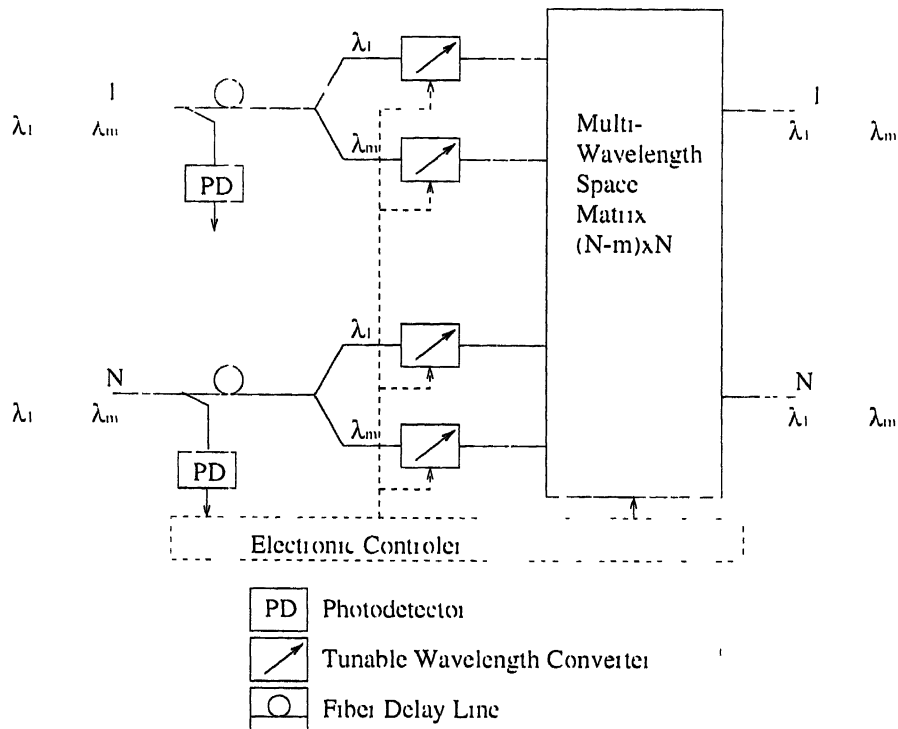 λ1
1
λ1 λm
PD
λm
Multi-
Wavelength
Space
Matrix
(N-m)xN
1
λ1 λm
λ1
N
λ1 λm
PD
λm
N
λ1 λm
Electronic Controler
PD Photodetector
Tunable Wavelength Converter
Fiber Delay Line